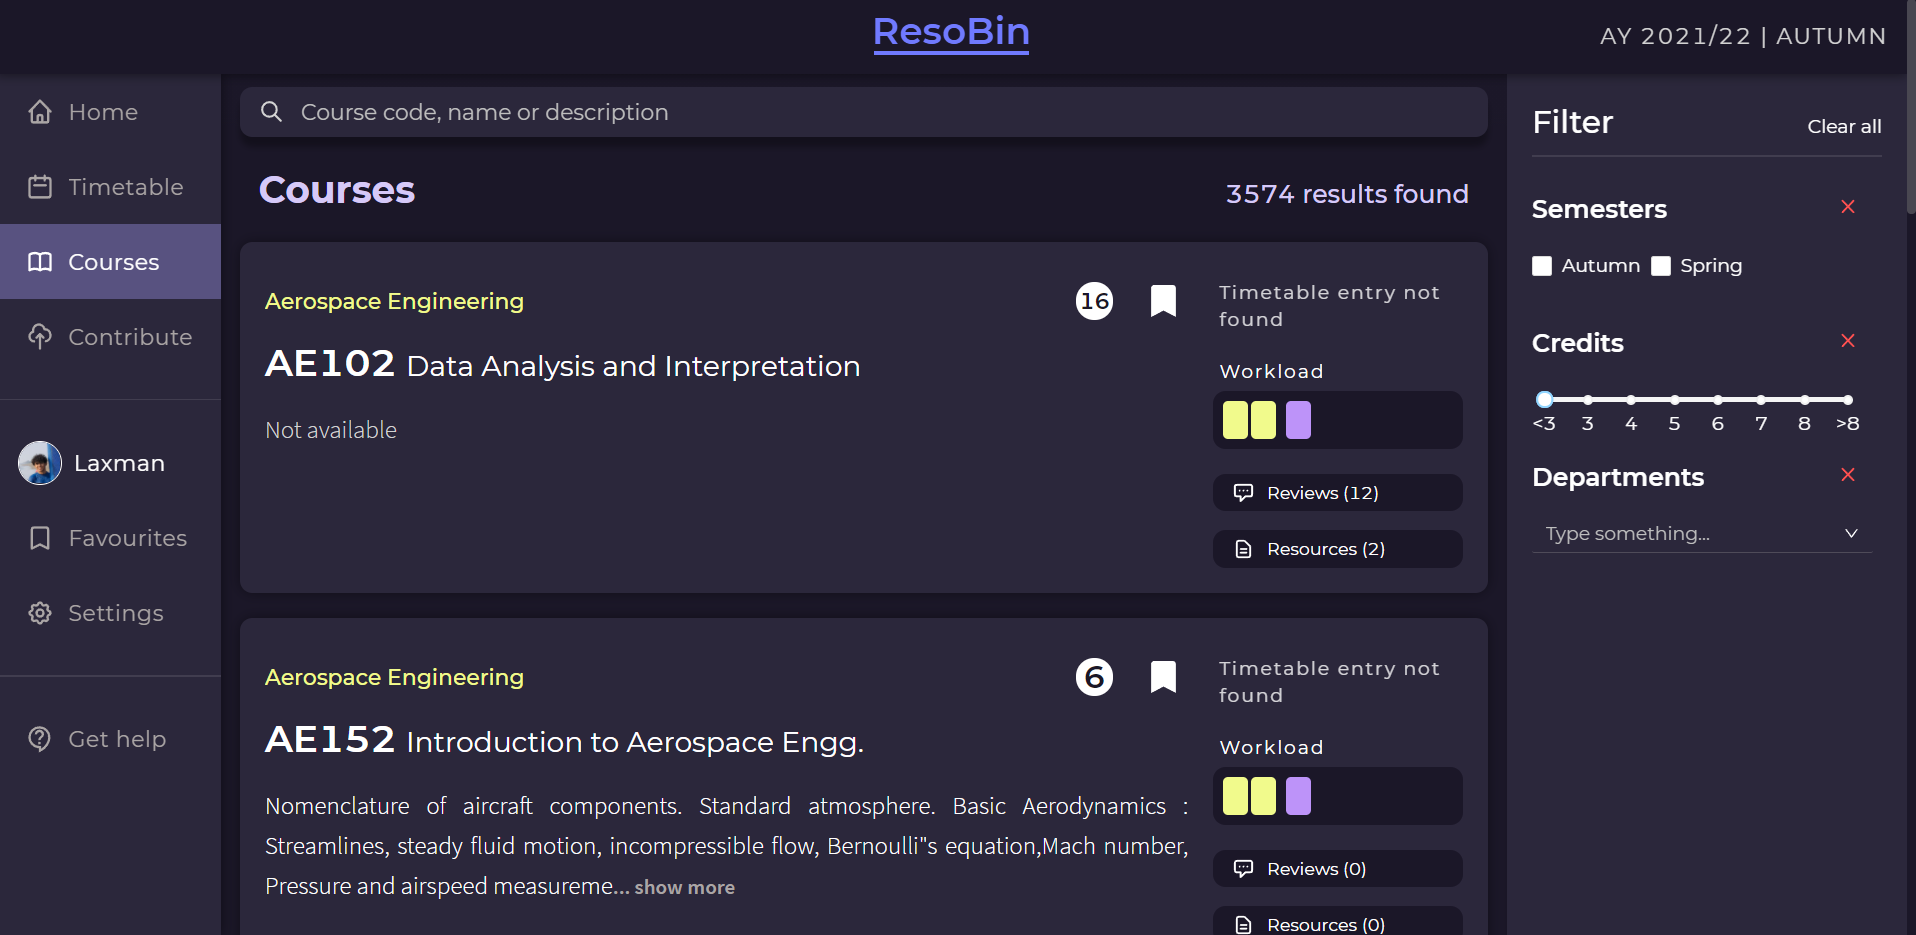 ResoBin
AY 2021/22 | AUTUMN
Home
Timetable
Courses
Contribute
Laxman
Favourites
Settings
Get help
Course code, name or description
Courses
3574 results found
Aerospace Engineering
16
AE102 Data Analysis and Interpretation
Not available
Timetable entry not
found
Workload
Reviews (12)
Resources (2)
Aerospace Engineering
6
AE152 Introduction to Aerospace Engg.
Nomenclature of aircraft components. Standard atmosphere. Basic Aerodynamics :
Streamlines, steady fluid motion, incompressible flow, Bernoulli"s equation,Mach number,
Pressure and airspeed measureme... show more
Timetable entry not
found
Workload
Reviews (0)
Resources (0)
Filter
Clear all
Semesters
Autumn
Spring
Credits
<3 3 4 5 6 7 8 >8
Departments
Type something...